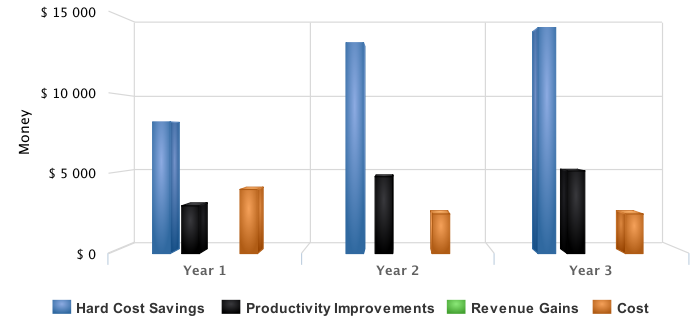 $ 15 000
$ 10 000
$ 5 000
$ 0
Money
Year 1 Year 2 Year 3
Hard Cost Savings Productivity Improvements Revenue Gains Cost